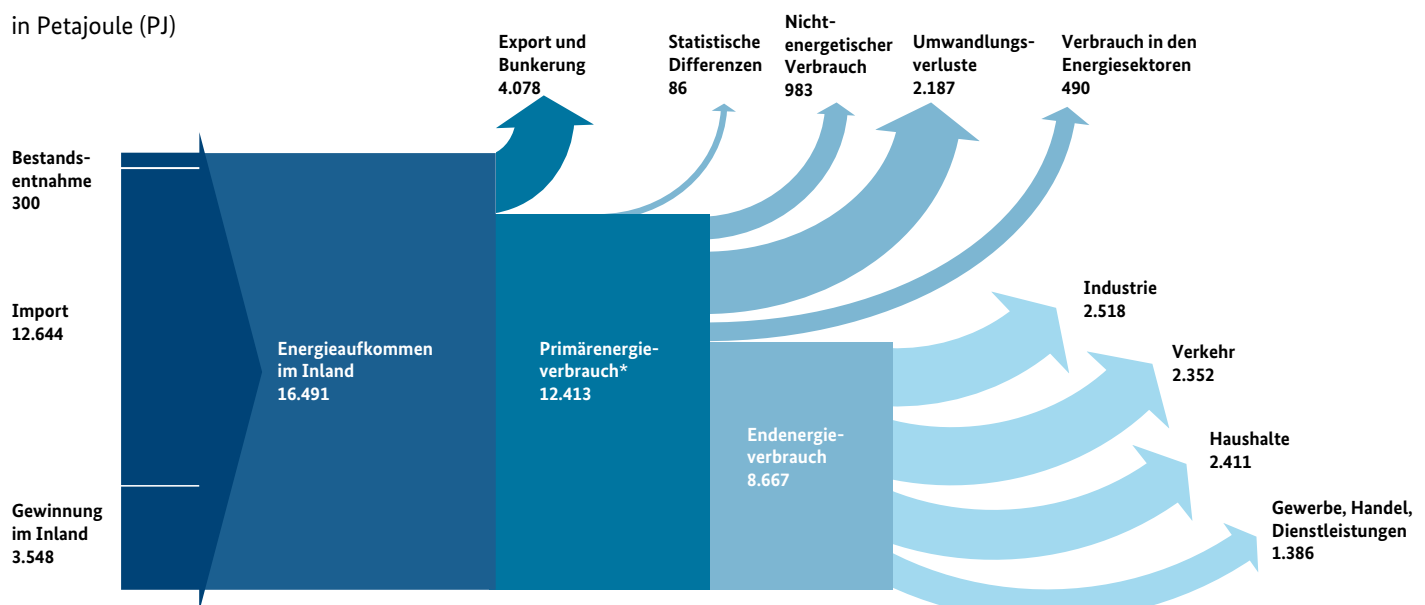 in Petajoule (PJ)
Export und
Bunkerung
4.078
Statistische
Differenzen
86
Nicht-
energetischer
Verbrauch
983
Umwandlungs-
verluste
2.187
Verbrauch in den
Energiesektoren
490
Bestands-
entnahme
300
Import
12.644
Gewinnung
im Inland
3.548
Energieaufkommen
im Inland
16.491
Primärenergie-
verbrauch*
12.413
Endenergie-
verbrauch
8.667
Industrie
2.518
Verkehr
2.352
Haushalte
2.411
Gewerbe, Handel,
Dienstleistungen
1.386